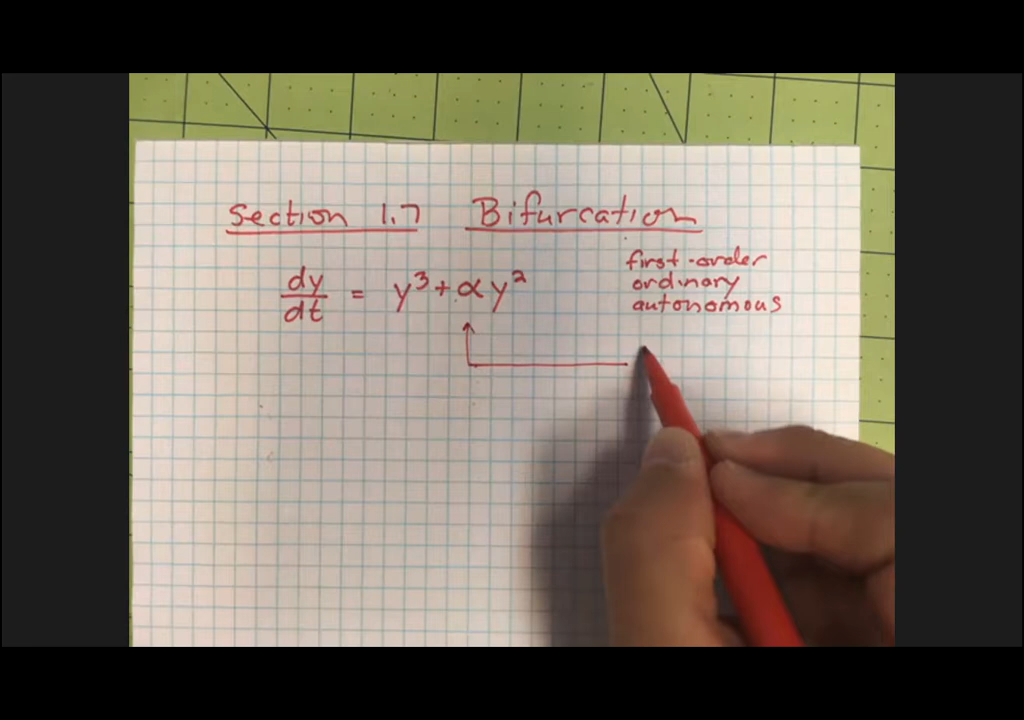 Section 1.7 Bifurcation
first-order
ordinary
autonomous
dy/dt = y³ + αy²